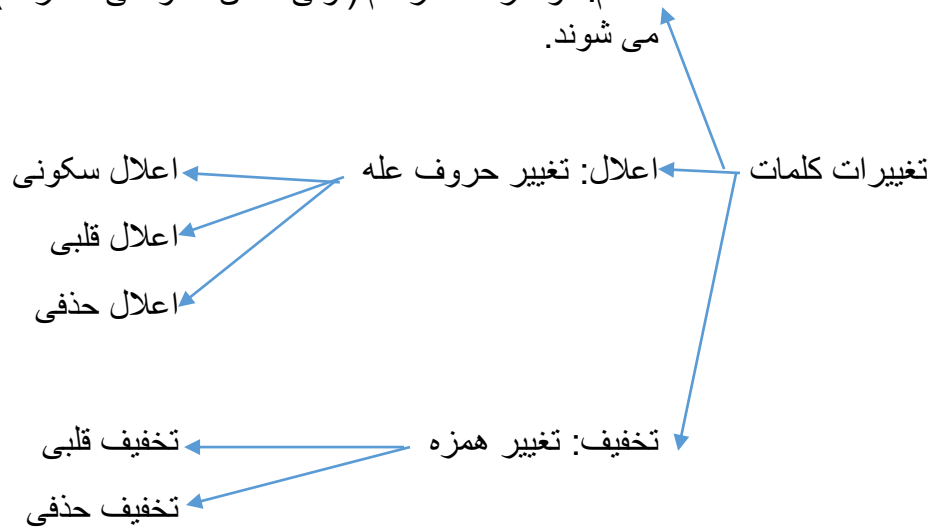 می شوند.
تغییرات کلمات اعلال: تغییر حروف عله اعلال سکونی
اعلال قلبی
اعلال حذفی
تخفیف: تغییر همزه تخفیف قلبی
تخفیف حذفی